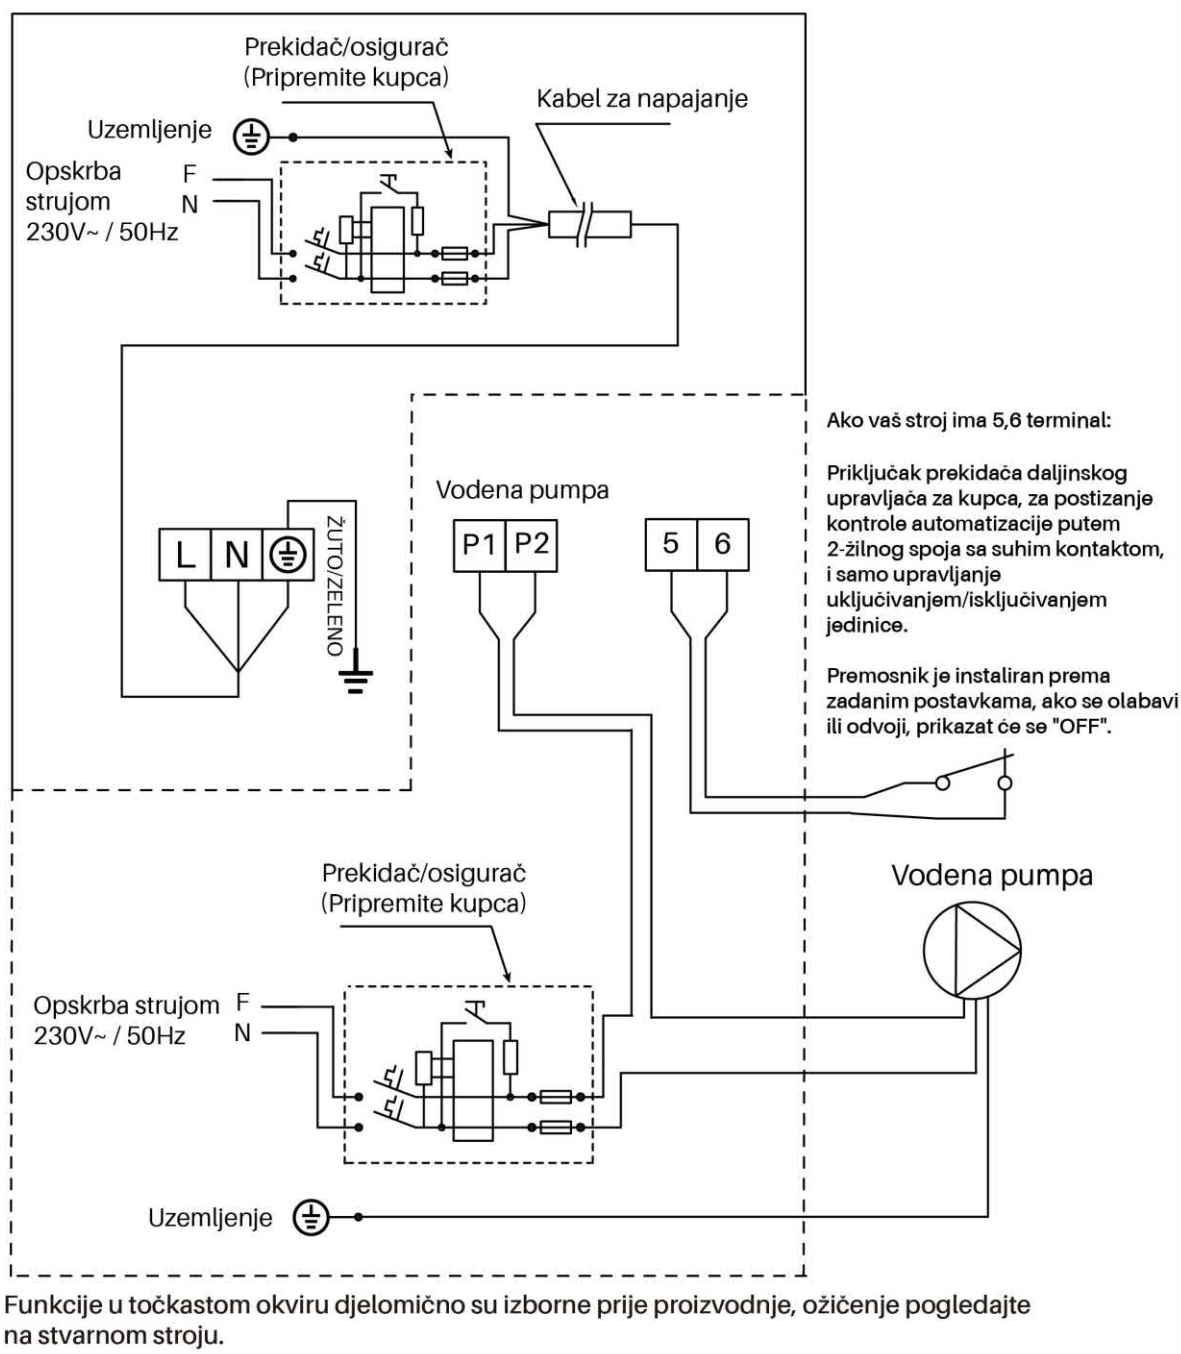 Prekidač/osigurač
(Pripremite kupca)
Kabel za napajanje
Uzemljenje
Opskrba
strujom
230V~ / 50Hz
F
N
Ako vaš stroj ima 5,6 terminal:
Priključak prekidača daljinskog
upravljača za kupca, za postizanje
kontrole automatizacije putem
2-žilnog spoja sa suhim kontaktom,
i samo upravljanje
uključivanjem/isključivanjem
jedinice.
Premosnik je instaliran prema
zadanim postavkama, ako se olabavi
ili odvoji, prikazat će se "OFF".
Vodena pumpa
P1 P2
5 6
L N
ŽUTO/ZELENO
Vodena pumpa
Prekidač/osigurač
(Pripremite kupca)
Opskrba strujom F
230V~ / 50Hz N
Uzemljenje
Funkcije u točkastom okviru djelomično su izborne prije proizvodnje, ožičenje pogledajte
na stvarnom stroju.